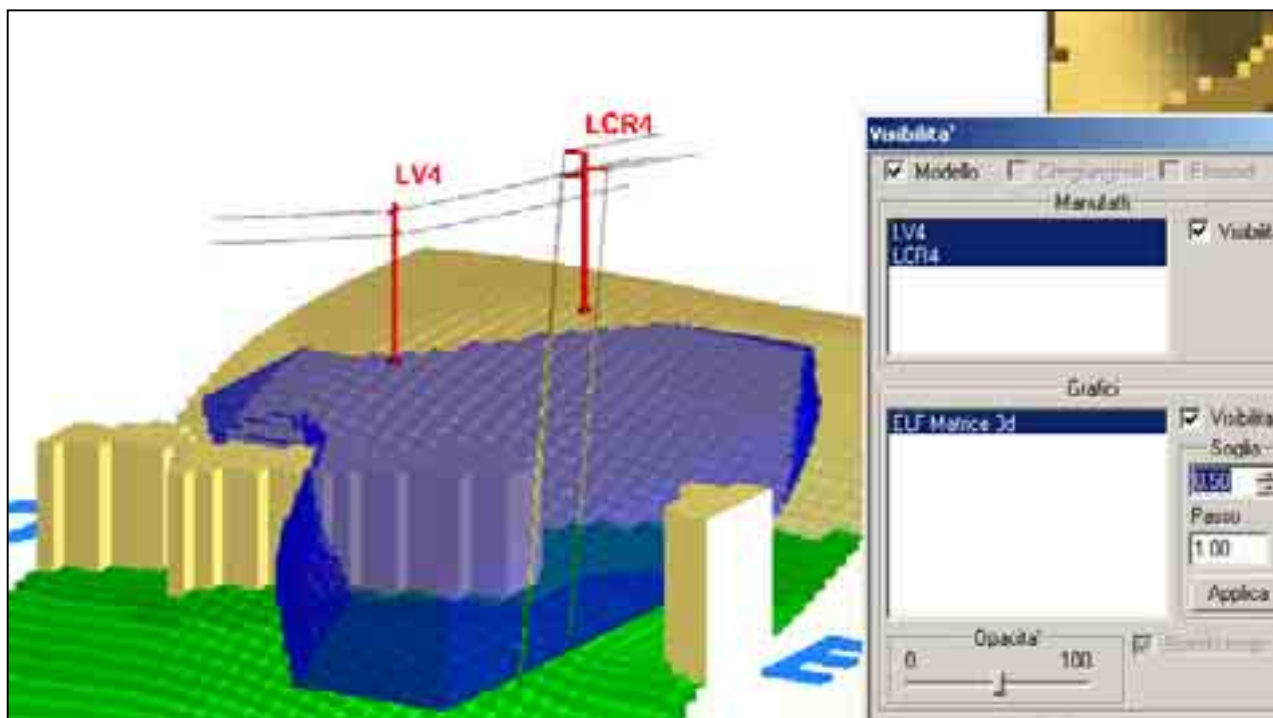 LCR4
LV4
Visibilita'
Modello
Manufatti
LV4
LCR4
Grafici
ELF Matrice 3d
Visibilita
Soglia
0.50
Passo
1.00
Applica
Opacita'
0
100
E